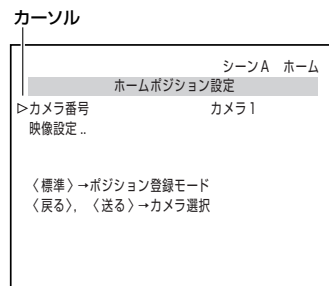 カーソル
シーンA ホーム
ホームポジション設定
▷カメラ番号 カメラ1
映像設定..
〈標準〉→ポジション登録モード
〈戻る〉, 〈送る〉→カメラ選択